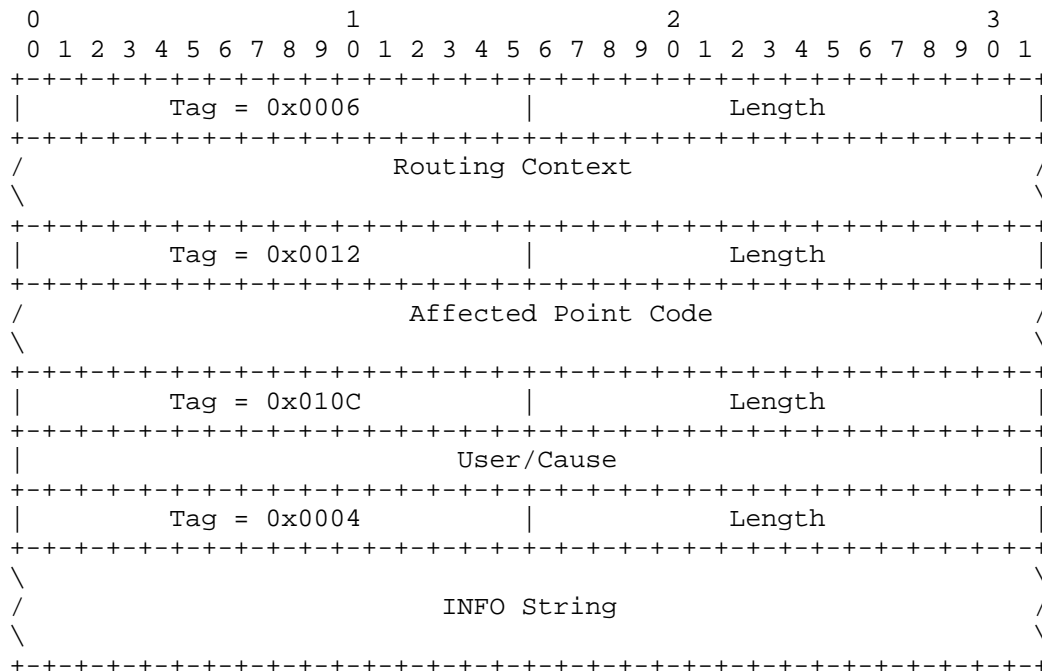 0                   1                   2                   3
0 1 2 3 4 5 6 7 8 9 0 1 2 3 4 5 6 7 8 9 0 1 2 3 4 5 6 7 8 9 0 1
+-+-+-+-+-+-+-+-+-+-+-+-+-+-+-+-+-+-+-+-+-+-+-+-+-+-+-+-+-+-+-+-+
|         Tag = 0x0006          |            Length             |
+-+-+-+-+-+-+-+-+-+-+-+-+-+-+-+-+-+-+-+-+-+-+-+-+-+-+-+-+-+-+-+-+
/                       Routing Context                         /
\                                                               \
+-+-+-+-+-+-+-+-+-+-+-+-+-+-+-+-+-+-+-+-+-+-+-+-+-+-+-+-+-+-+-+-+
|         Tag = 0x0012          |            Length             |
+-+-+-+-+-+-+-+-+-+-+-+-+-+-+-+-+-+-+-+-+-+-+-+-+-+-+-+-+-+-+-+-+
/                        Affected Point Code                    /
\                                                               \
+-+-+-+-+-+-+-+-+-+-+-+-+-+-+-+-+-+-+-+-+-+-+-+-+-+-+-+-+-+-+-+-+
|         Tag = 0x010C          |            Length             |
+-+-+-+-+-+-+-+-+-+-+-+-+-+-+-+-+-+-+-+-+-+-+-+-+-+-+-+-+-+-+-+-+
|                           User/Cause                          |
+-+-+-+-+-+-+-+-+-+-+-+-+-+-+-+-+-+-+-+-+-+-+-+-+-+-+-+-+-+-+-+-+
|         Tag = 0x0004          |            Length             |
+-+-+-+-+-+-+-+-+-+-+-+-+-+-+-+-+-+-+-+-+-+-+-+-+-+-+-+-+-+-+-+-+
\                                                               \
/                          INFO String                          /
\                                                               \
+-+-+-+-+-+-+-+-+-+-+-+-+-+-+-+-+-+-+-+-+-+-+-+-+-+-+-+-+-+-+-+-+